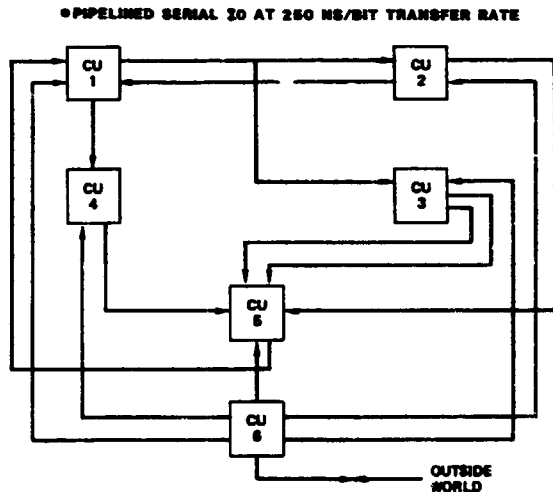 ●PIPELINED SERIAL IO AT 250 NS/BIT TRANSFER RATE
CU
1
CU
2
CU
4
CU
3
CU
5
CU
6
OUTSIDE
WORLD